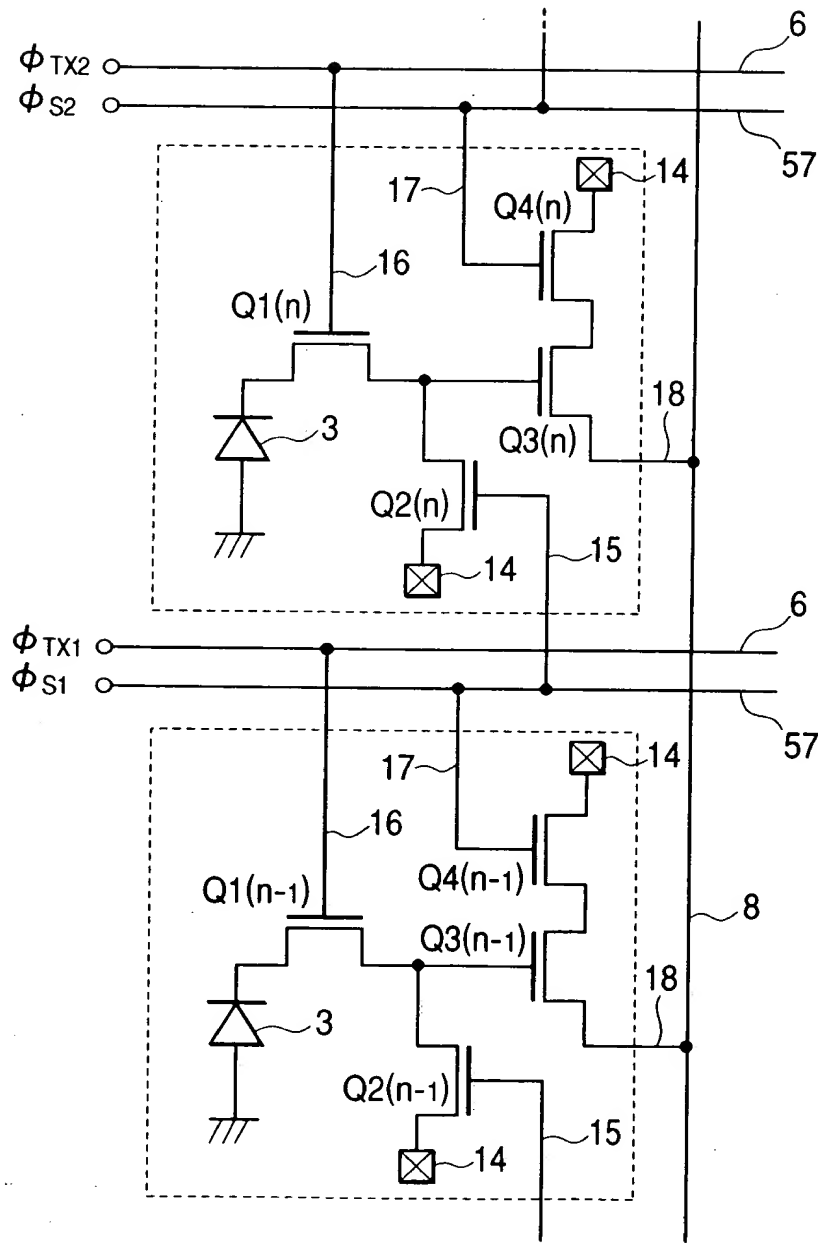 6
ϕTX2
ϕS2
57
17
14
Q4(n)
16
Q1(n)
3
Q3(n)
18
Q2(n)
14
15
6
ϕTX1
ϕS1
57
17
14
16
Q4(n-1)
Q1(n-1)
8
Q3(n-1)
3
18
Q2(n-1)
15
14